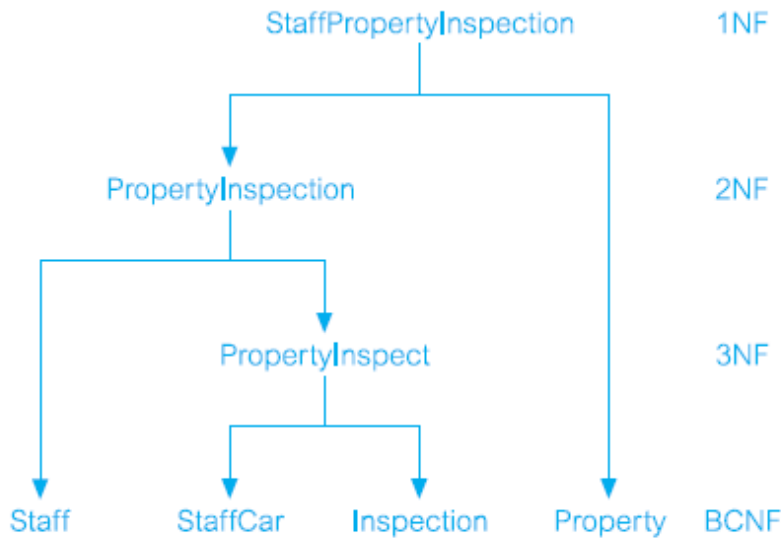 StaffPropertyInspection 1NF
PropertyInspection 2NF
PropertyInspect 3NF
Staff StaffCar Inspection Property BCNF